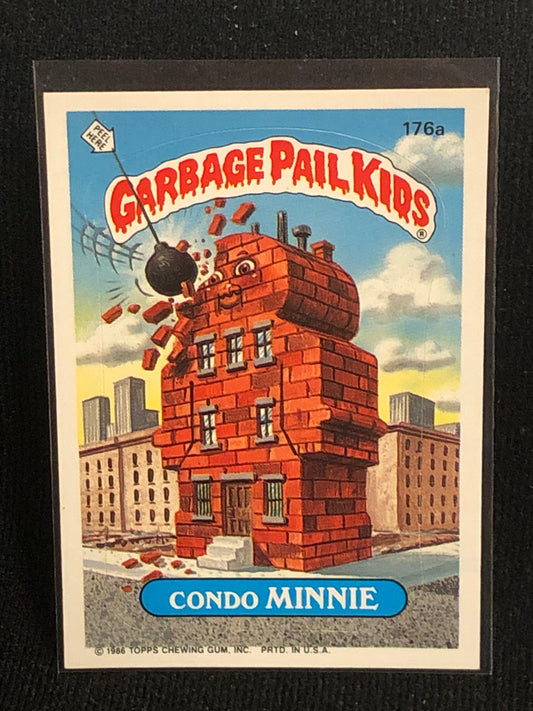 PEEL
HERE
176a
GARBAGE PAIL KIDS
®
CONDO MINNIE
© 1986 TOPPS CHEWING GUM, INC. PRTD. IN U.S.A.